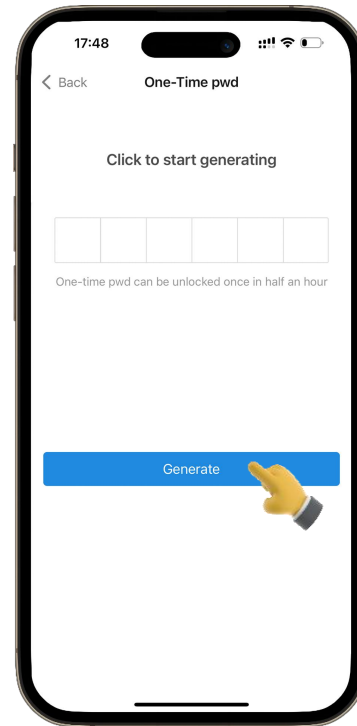 17:48
Back
One-Time pwd
Click to start generating
One-time pwd can be unlocked once in half an hour
Generate